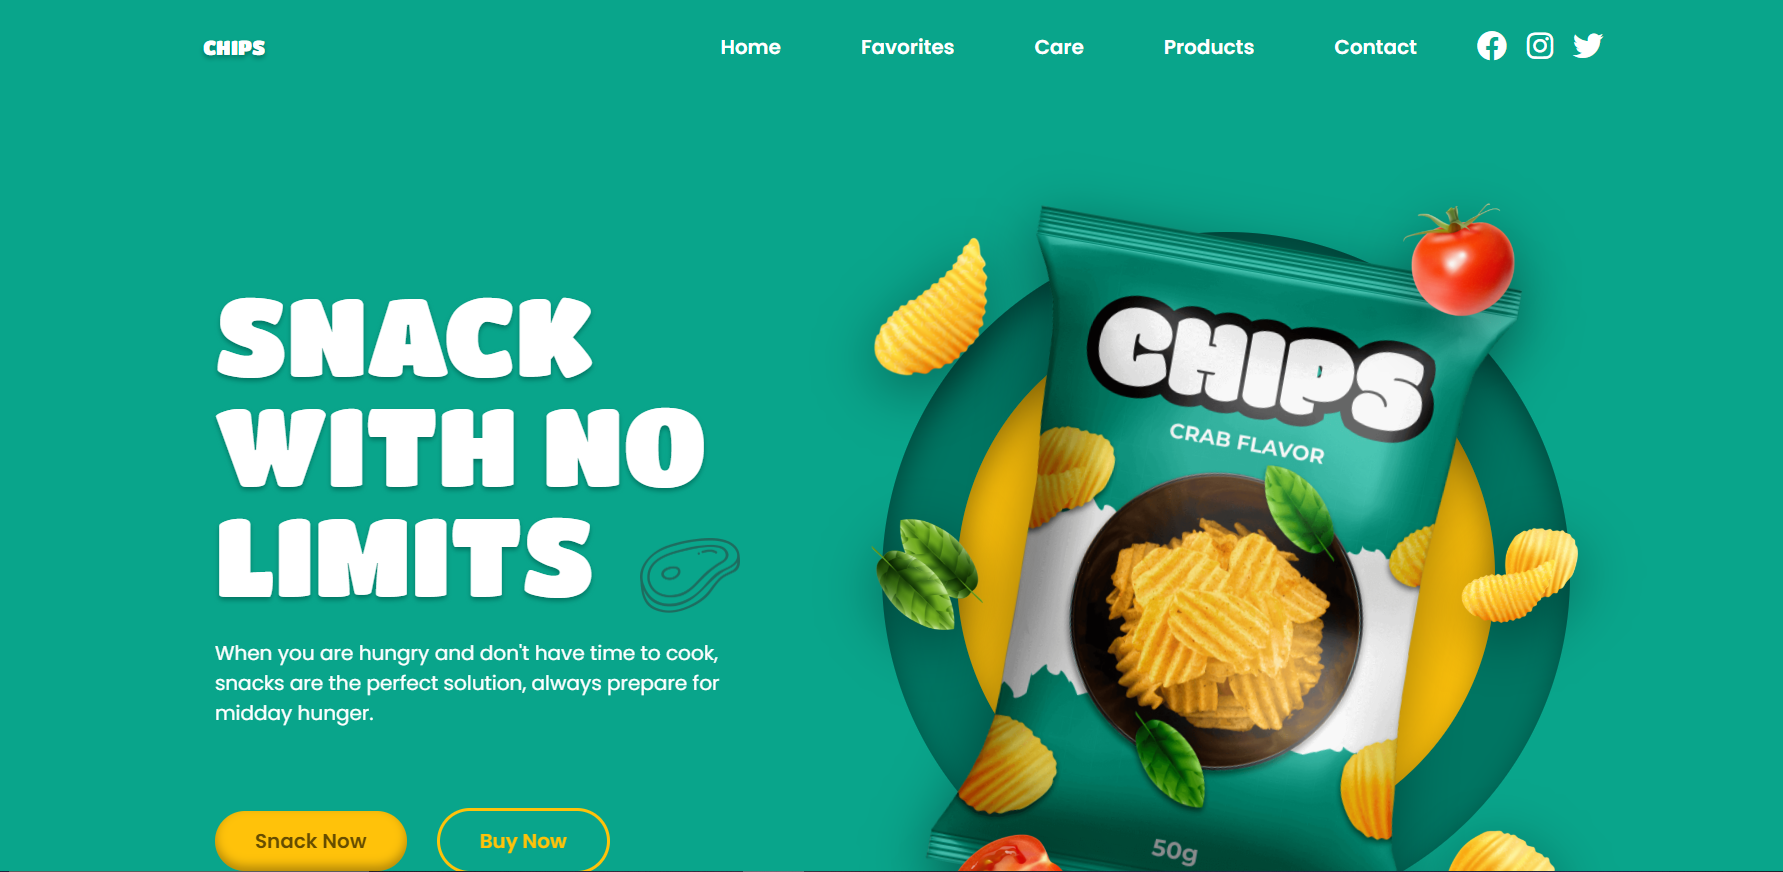 CHIPS
Home
Favorites
Care
Products
Contact
SNACK
WITH NO
LIMITS
When you are hungry and don't have time to cook,
snacks are the perfect solution, always prepare for
midday hunger.
Snack Now
Buy Now
CHIPS
CRAB FLAVOR
50g